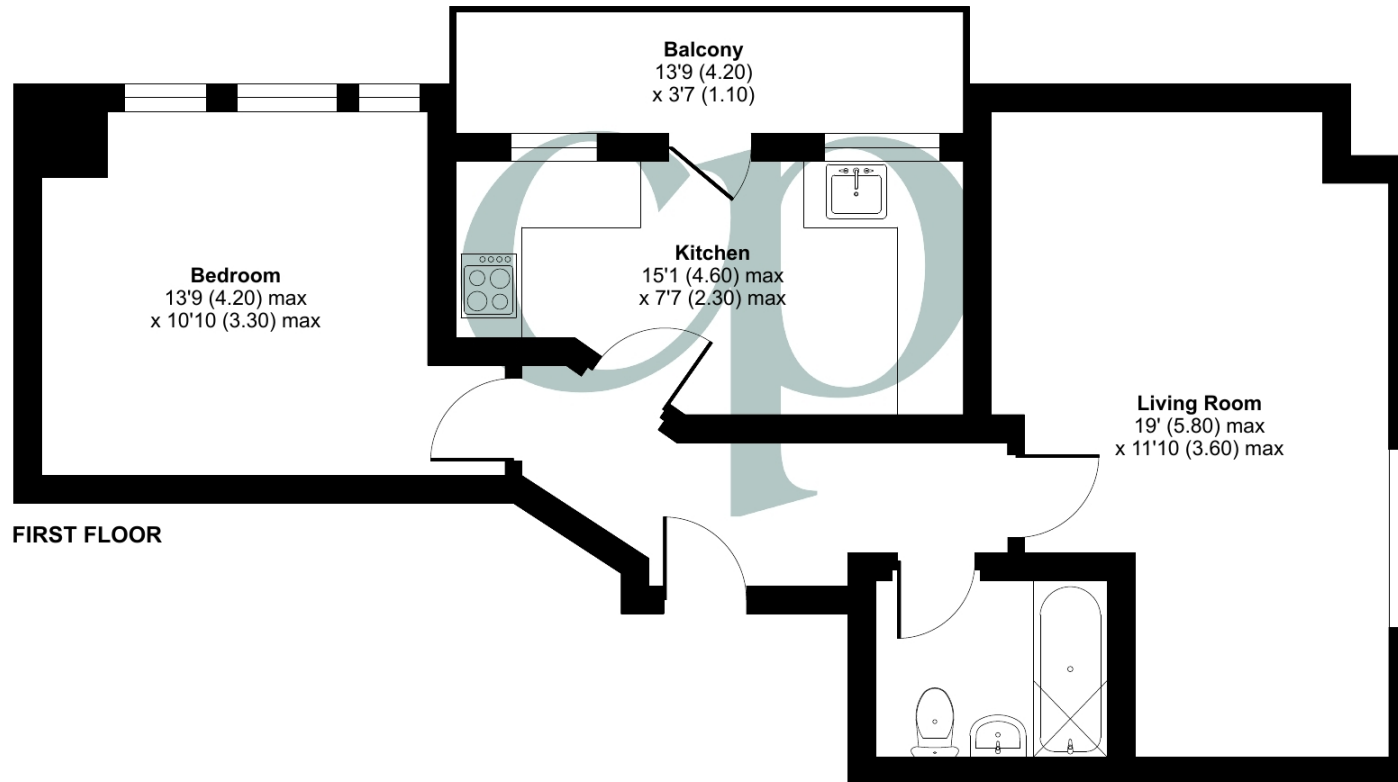 Balcony
13'9 (4.20)
x 3'7 (1.10)
Bedroom
13'9 (4.20) max
x 10'10 (3.30) max
Kitchen
15'1 (4.60) max
x 7'7 (2.30) max
Living Room
19' (5.80) max
x 11'10 (3.60) max
FIRST FLOOR
cp